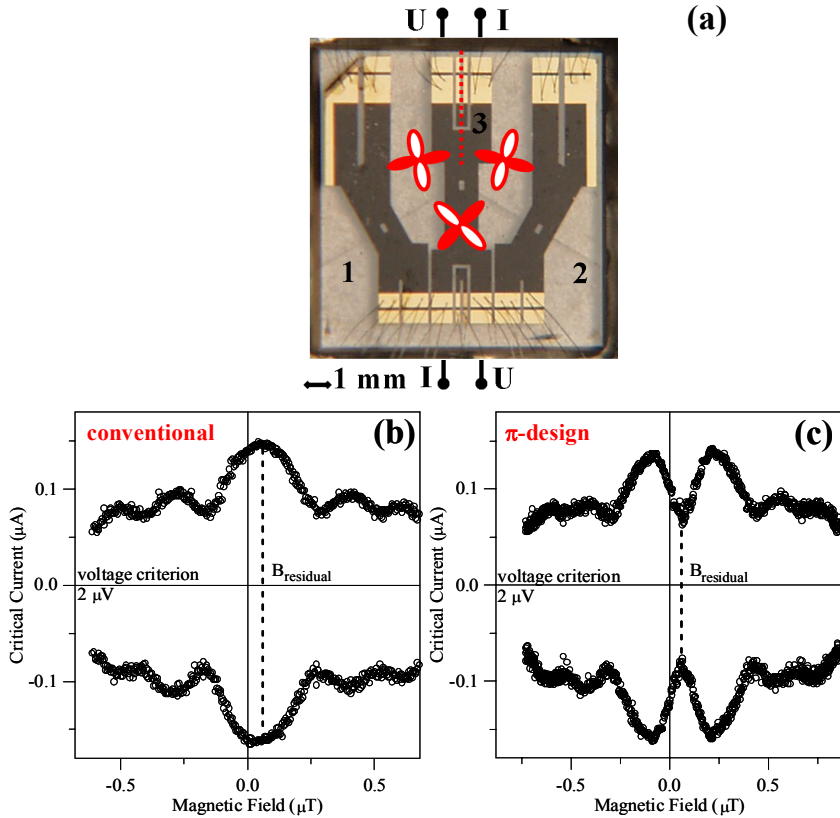 U I (a)
3
1 2
1 mm I U
conventional (b)
0.1
0.0
-0.1
Critical Current (μA)
voltage criterion
2 μV
B residual
-0.5 0.0 0.5
Magnetic Field (μT)
π-design (c)
0.1
0.0
-0.1
Critical Current (μA)
voltage criterion
2 μV
B residual
-0.5 0.0 0.5
Magnetic Field (μT)